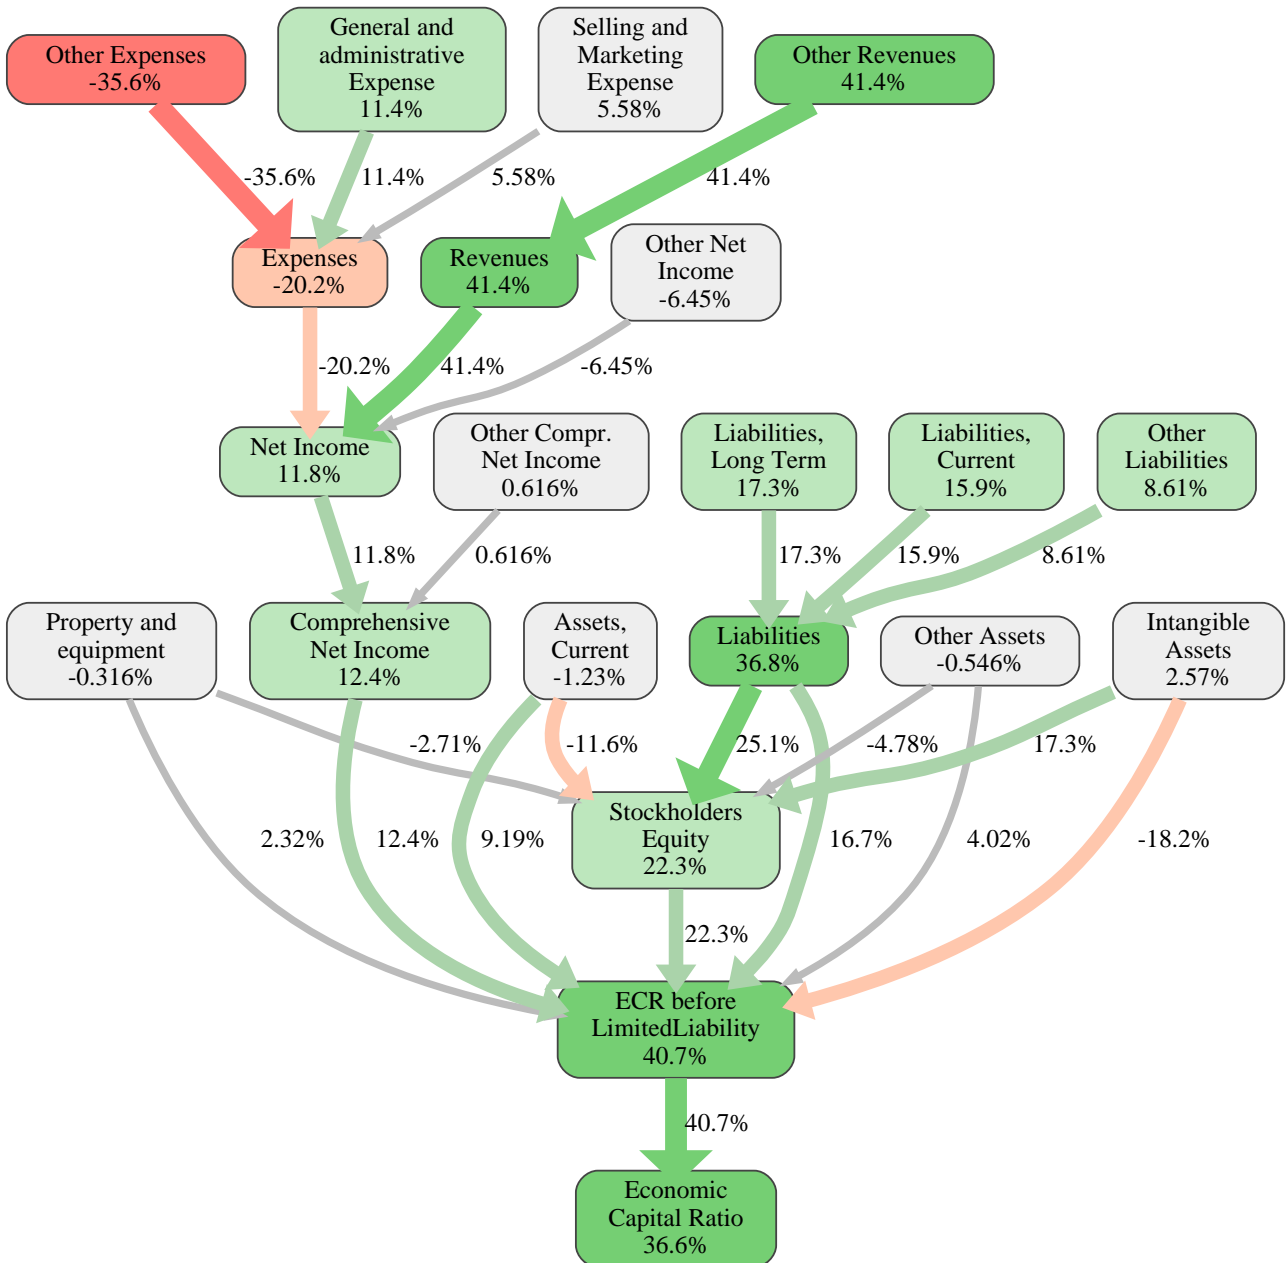 Other Expenses
-35.6%
General and
administrative
Expense
11.4%
Selling and
Marketing
Expense
5.58%
Other Revenues
41.4%
-35.6%
11.4%
5.58%
41.4%
Expenses
-20.2%
Revenues
41.4%
Other Net
Income
-6.45%
-20.2%
41.4%
-6.45%
Net Income
11.8%
Other Compr.
Net Income
0.616%
Liabilities,
Long Term
17.3%
Liabilities,
Current
15.9%
Other
Liabilities
8.61%
11.8%
0.616%
17.3%
15.9%
8.61%
Property and
equipment
-0.316%
Comprehensive
Net Income
12.4%
Assets,
Current
-1.23%
Liabilities
36.8%
Other Assets
-0.546%
Intangible
Assets
2.57%
-2.71%
-11.6%
25.1%
-4.78%
17.3%
Stockholders
Equity
22.3%
2.32%
12.4%
9.19%
16.7%
4.02%
-18.2%
22.3%
ECR before
LimitedLiability
40.7%
40.7%
Economic
Capital Ratio
36.6%